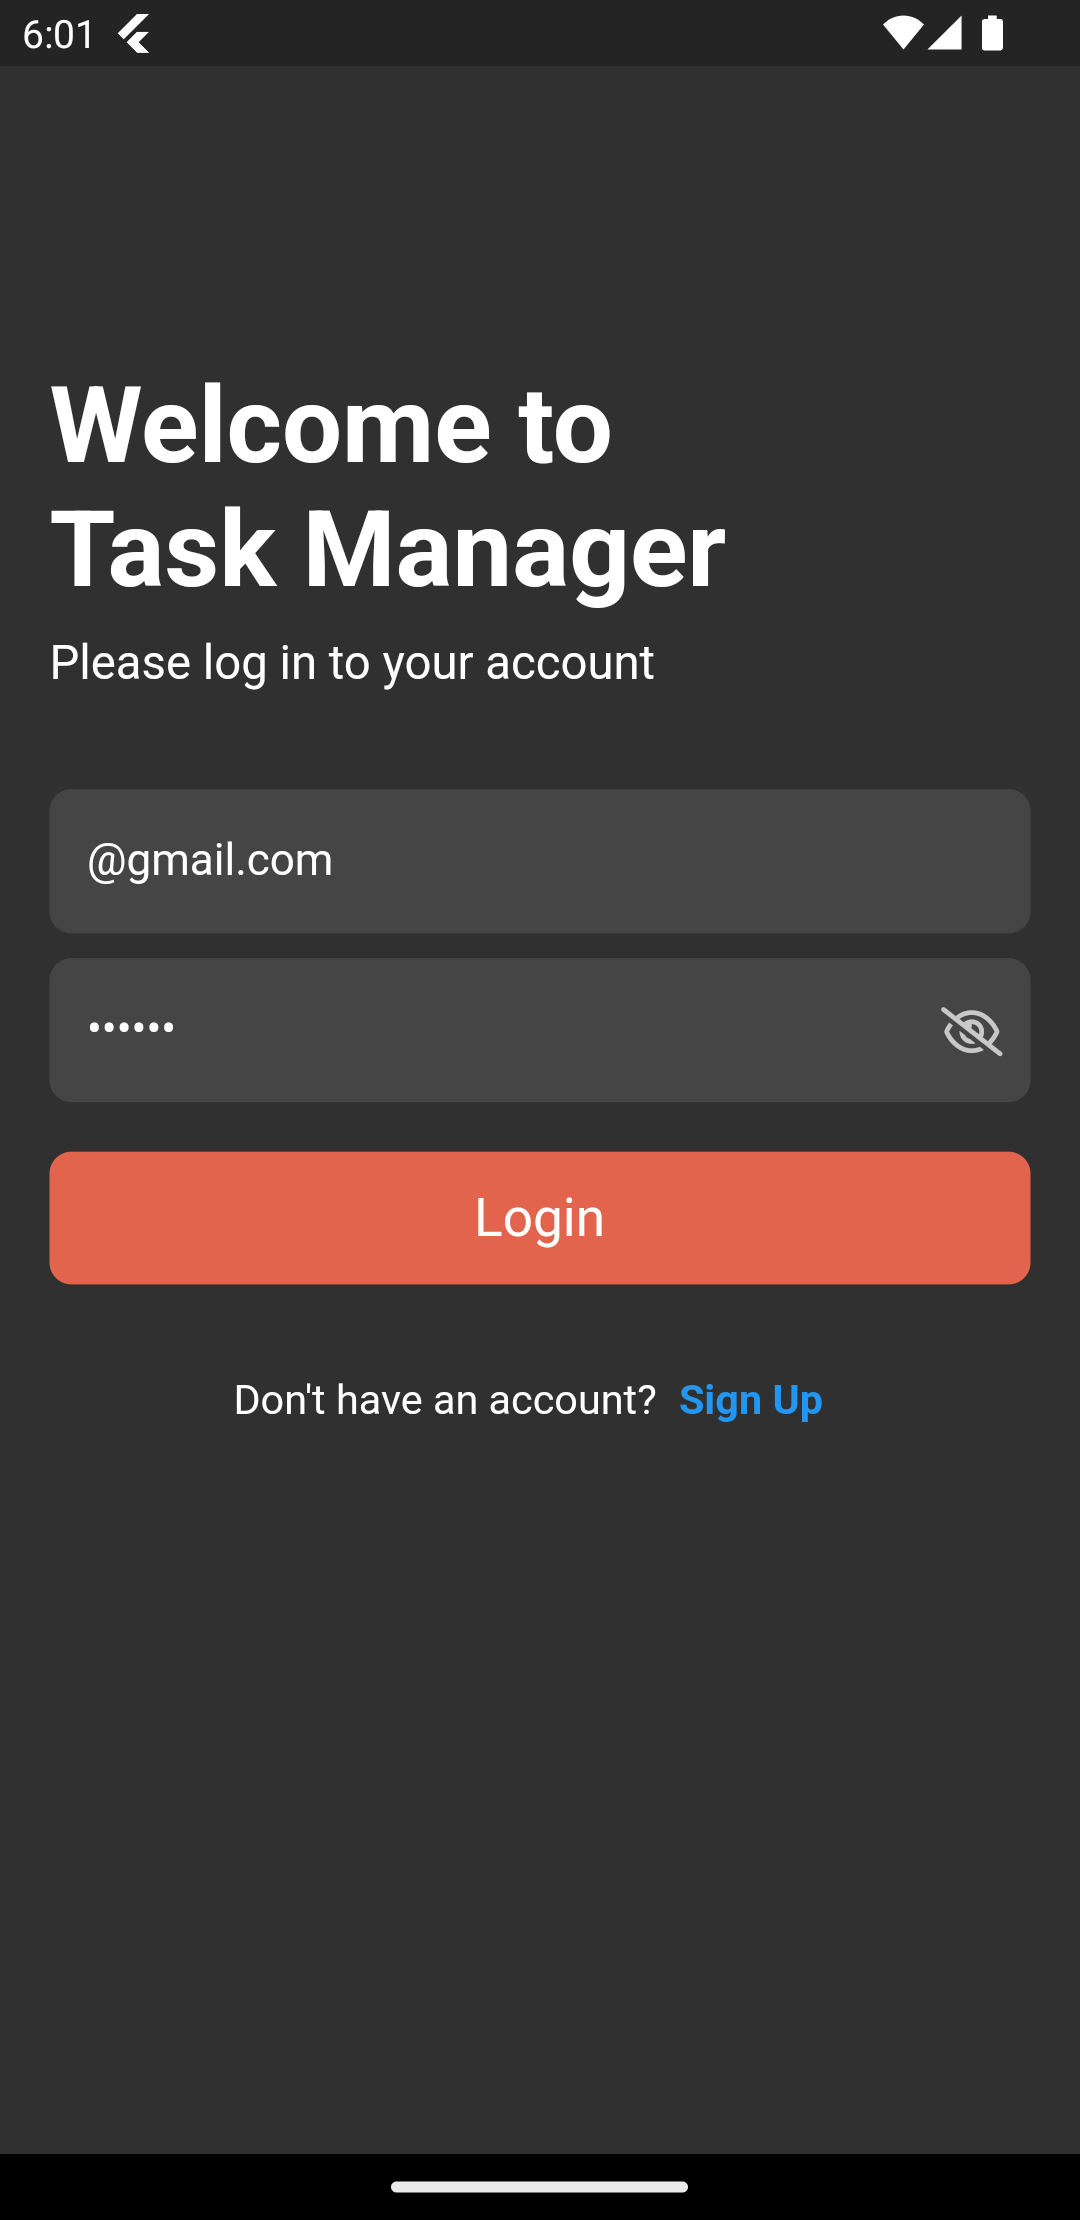 6:01
Welcome to
Task Manager
Please log in to your account
@gmail.com
••••••
Login
Don't have an account? Sign Up